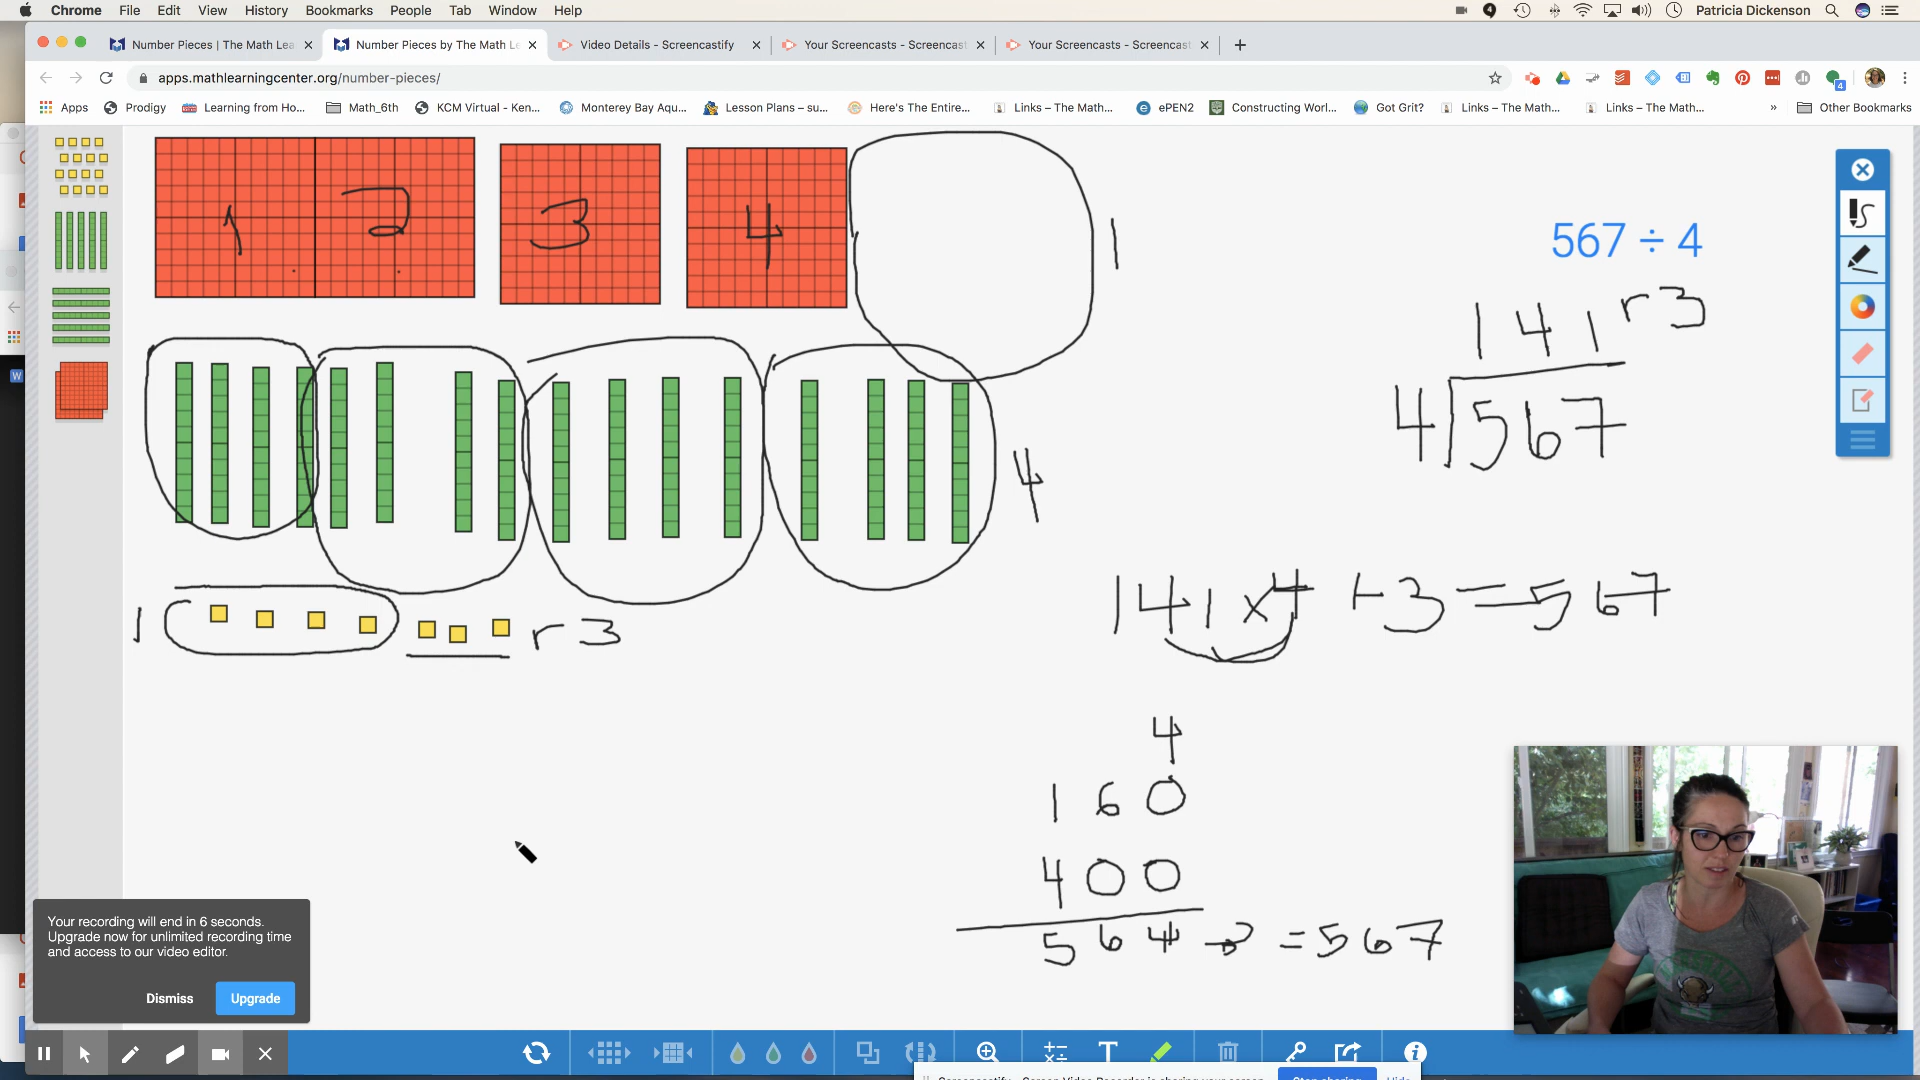 Chrome File Edit View History Bookmarks People Tab Window Help
4
Patricia Dickenson
Number Pieces | The Math Lea
Number Pieces by The Math Le
Video Details - Screencastify
Your Screencasts - Screencast
Your Screencasts - Screencast
apps.mathlearningcenter.org/number-pieces/
4
Apps
Prodigy
Learning from Ho...
Math_6th
KCM Virtual - Ken...
Monterey Bay Aqu...
Lesson Plans – su...
Here's The Entire...
Links – The Math...
ePEN2
Constructing Worl...
Got Grit?
Links – The Math...
Links – The Math...
»
Other Bookmarks
1 2 3 4
1
4
1
r 3
567 ÷ 4
141 r3
4 567
141 x 4 + 3 = 567
4
160
400
564 + 3 = 567
Your recording will end in 6 seconds.
Upgrade now for unlimited recording time
and access to our video editor.
Dismiss
Upgrade
T